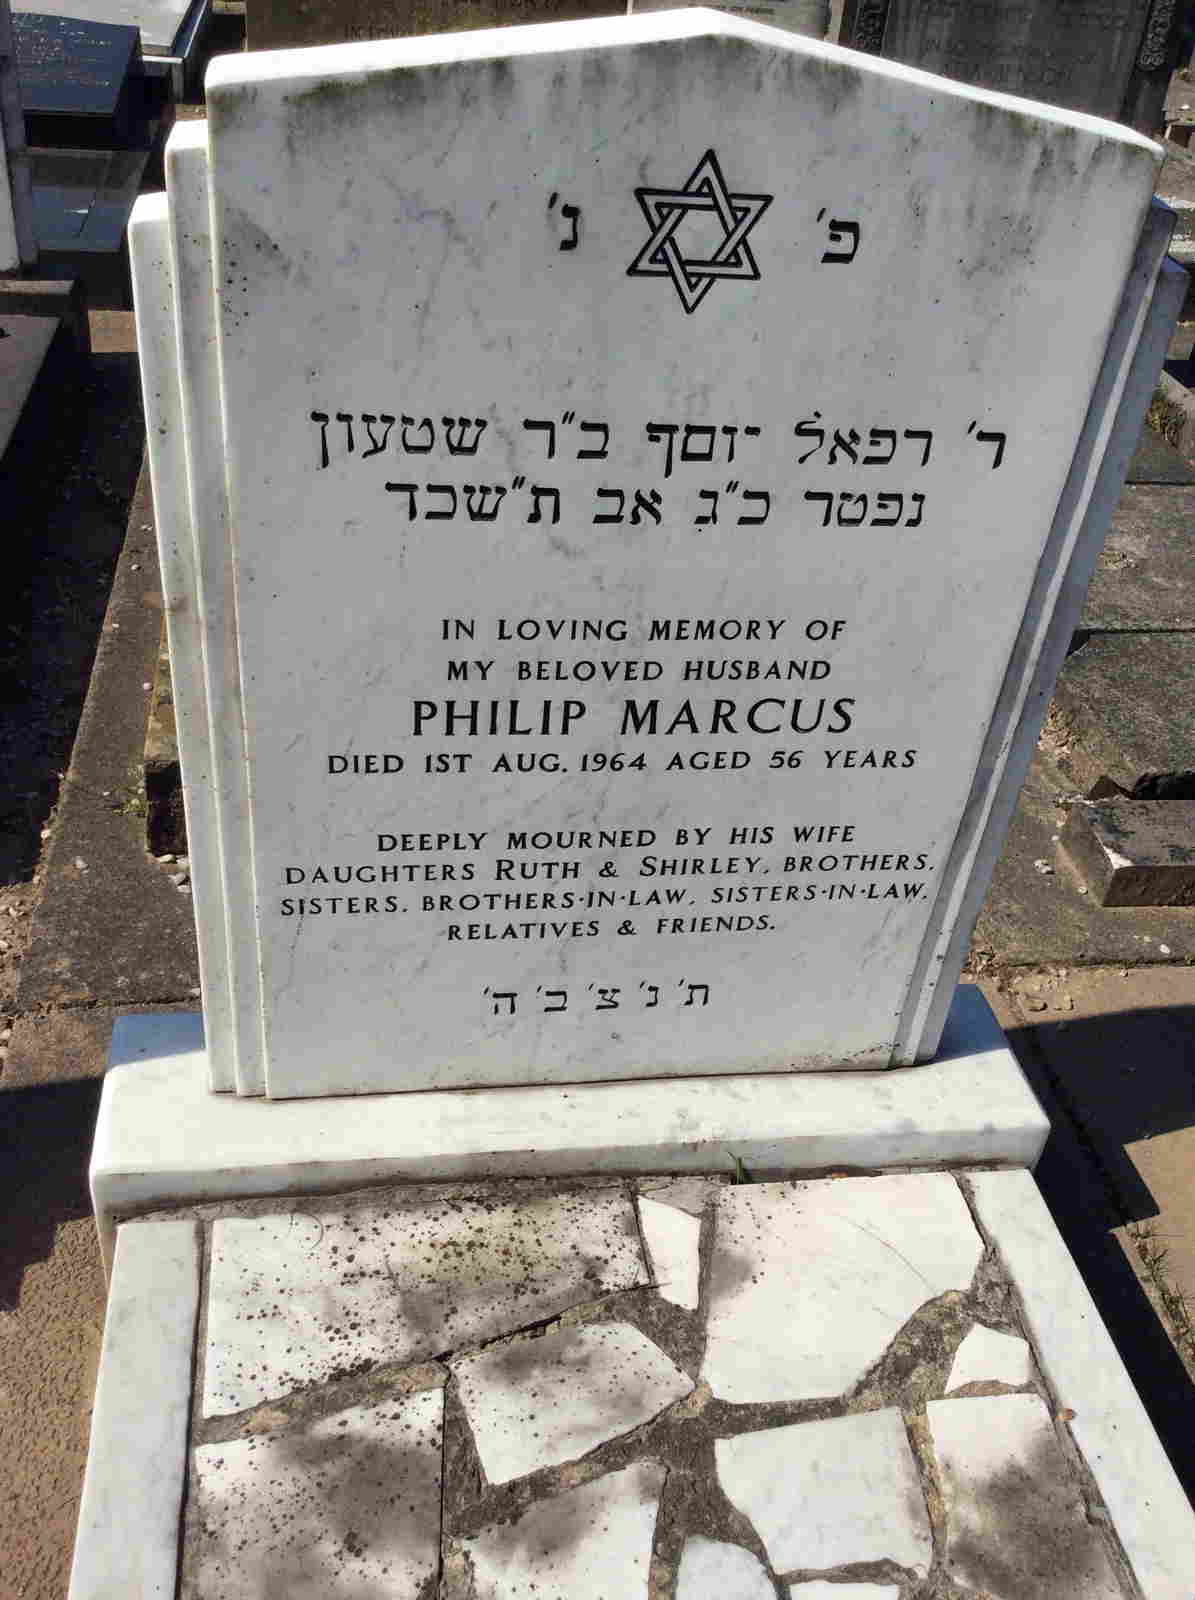 פ' נ'
ר' רפאל יוסף ב"ר שטעון
נפטר כ"ג אב תשכ"ד
IN LOVING MEMORY OF
MY BELOVED HUSBAND
PHILIP MARCUS
DIED 1ST AUG. 1964 AGED 56 YEARS
DEEPLY MOURNED BY HIS WIFE
DAUGHTERS RUTH & SHIRLEY, BROTHERS,
SISTERS, BROTHERS-IN-LAW, SISTERS-IN-LAW,
RELATIVES & FRIENDS.
ת' נ' צ' ב' ה'